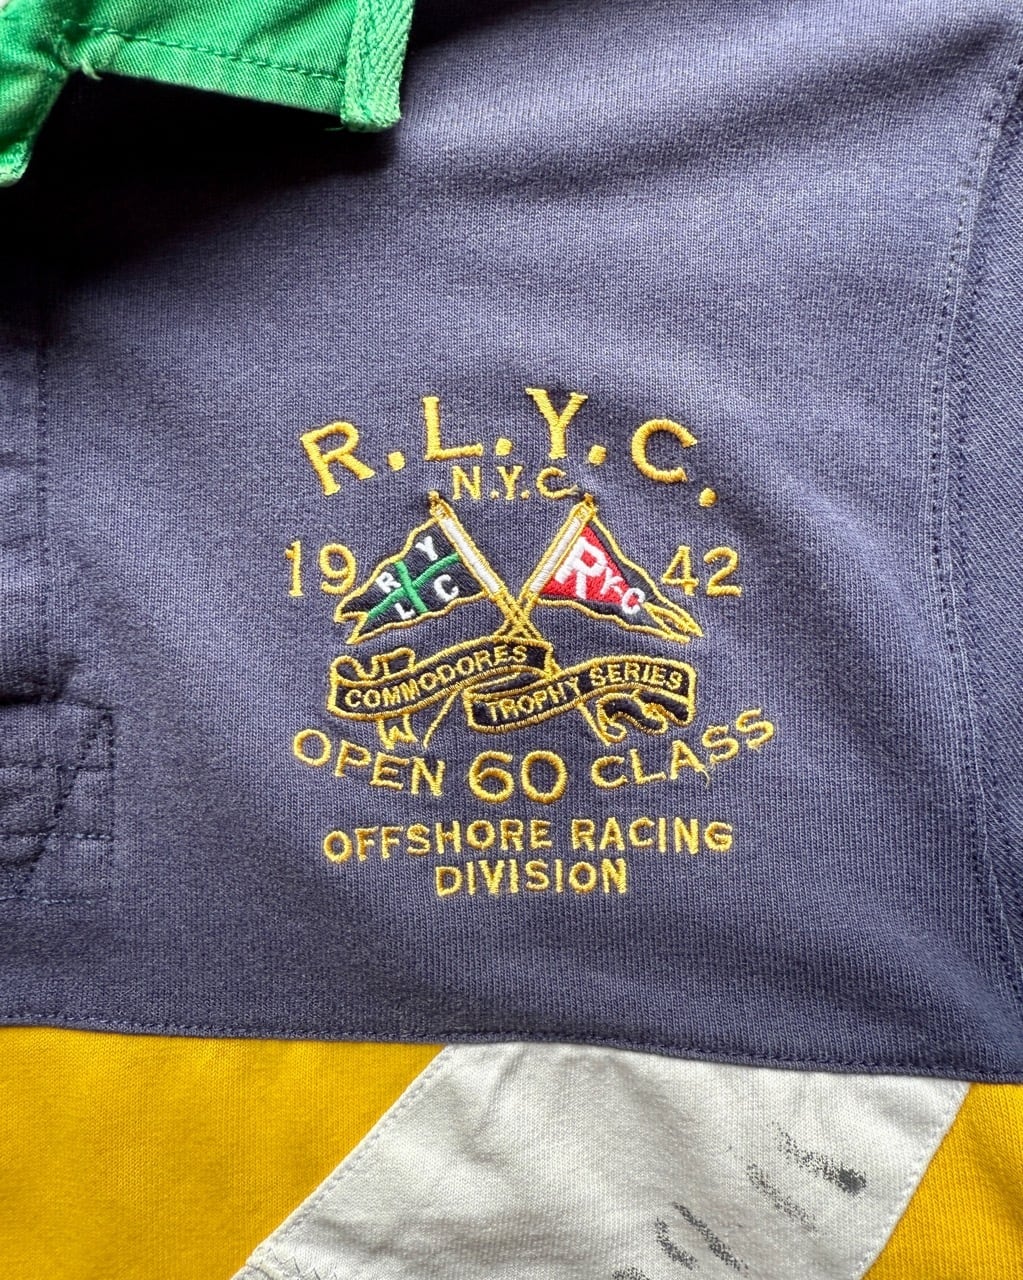 R.L.Y.C.
N.Y.C.
19 42
R Y L C
RYC
COMMODORES
TROPHY SERIES
OPEN 60 CLASS
OFFSHORE RACING
DIVISION